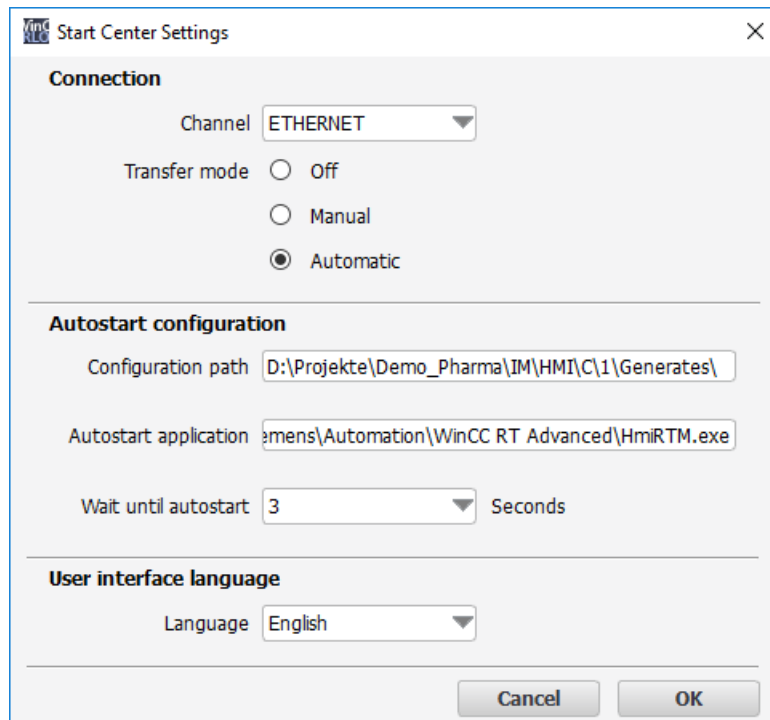 Start Center Settings
Connection
Channel ETHERNET
Transfer mode Off
Manual
Automatic
Autostart configuration
Configuration path D:\Projekte\Demo_Pharma\IM\HMI\C\1\Generates\
Autostart application emens\Automation\WinCC RT Advanced\HmiRTM.exe
Wait until autostart 3 Seconds
User interface language
Language English
Cancel OK